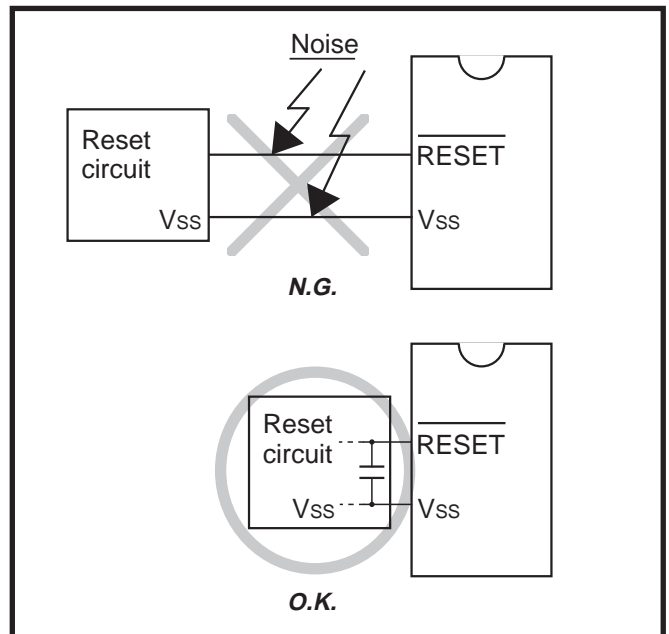 Noise
Reset
circuit
RESET
Vss
Vss
N.G.
Reset
circuit
RESET
Vss
Vss
O.K.